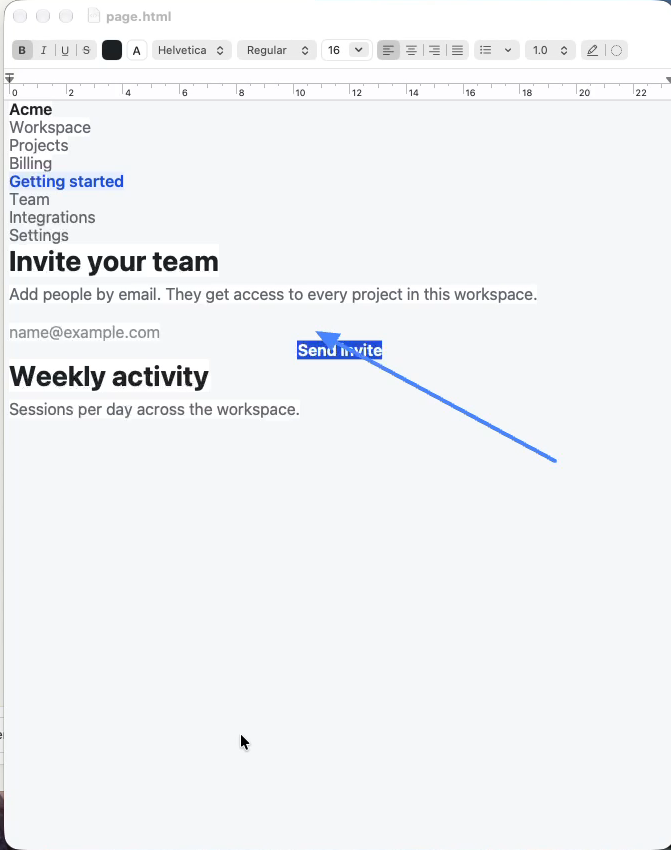 page.html
B I U S A Helvetica Regular 16 1.0
0 2 4 6 8 10 12 14 16 18 20 22
Acme
Workspace
Projects
Billing
Getting started
Team
Integrations
Settings
Invite your team
Add people by email. They get access to every project in this workspace.
name@example.com
Send invite
Weekly activity
Sessions per day across the workspace.